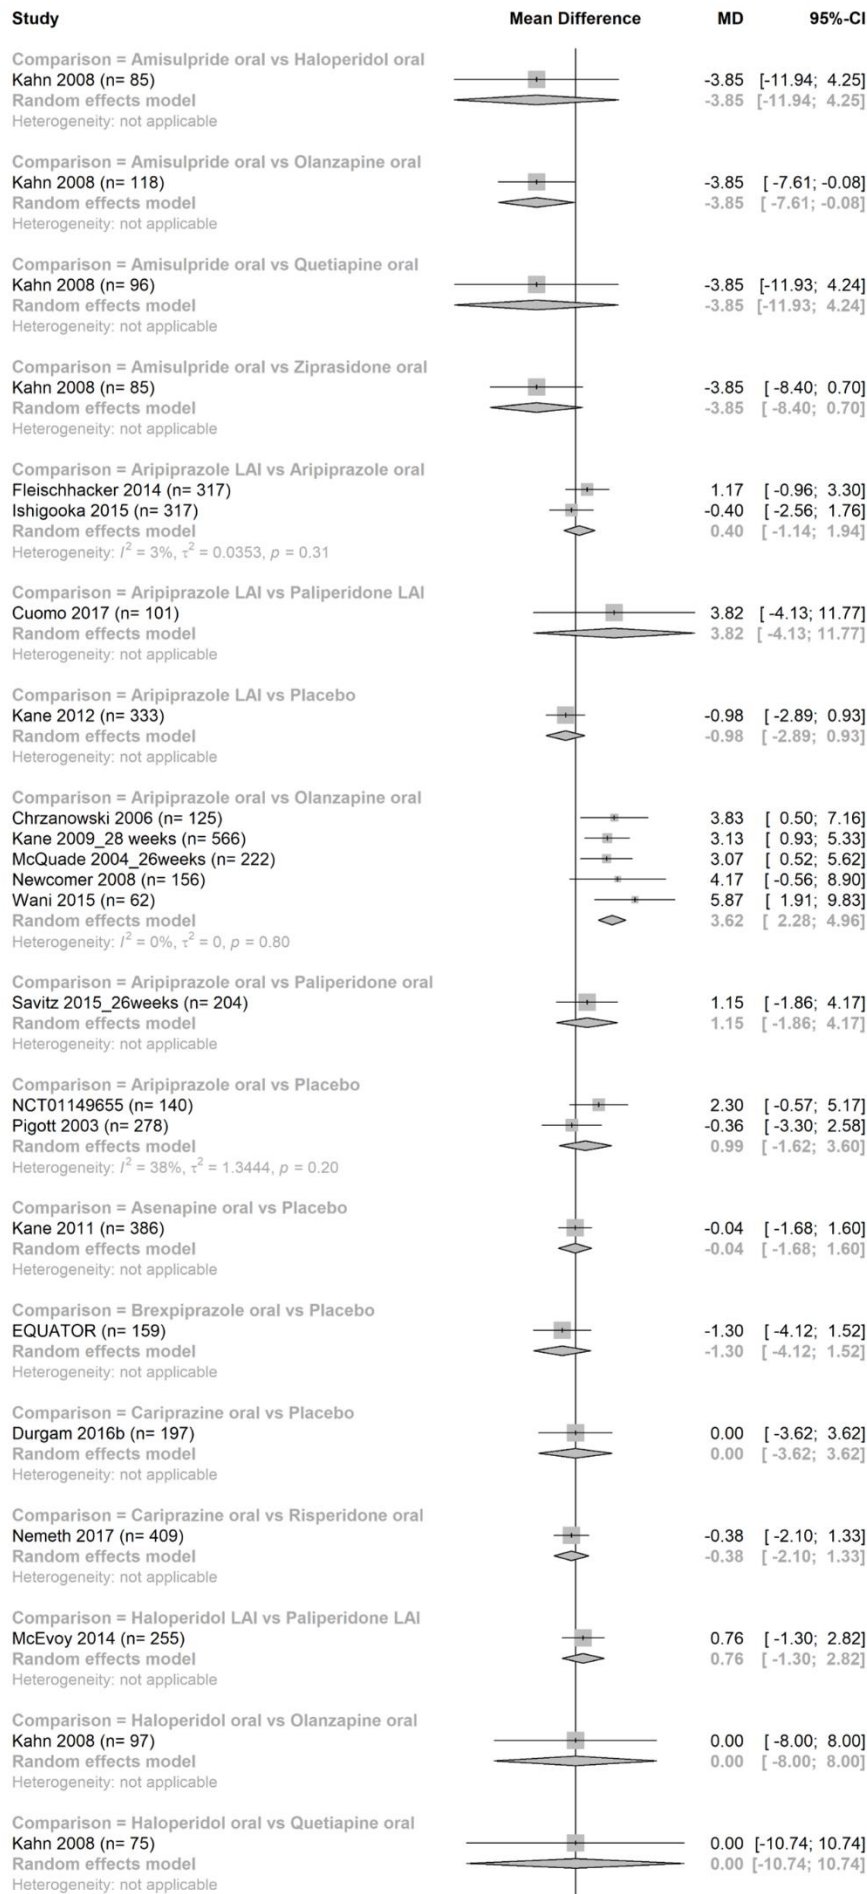 Study Mean Difference MD 95%-CI
Comparison = Amisulpride oral vs Haloperidol oral
Kahn 2008 (n= 85) -3.85 [-11.94; 4.25]
Random effects model -3.85 [-11.94; 4.25]
Heterogeneity: not applicable
Comparison = Amisulpride oral vs Olanzapine oral
Kahn 2008 (n= 118) -3.85 [ -7.61; -0.08]
Random effects model -3.85 [ -7.61; -0.08]
Heterogeneity: not applicable
Comparison = Amisulpride oral vs Quetiapine oral
Kahn 2008 (n= 96) -3.85 [-11.93; 4.24]
Random effects model -3.85 [-11.93; 4.24]
Heterogeneity: not applicable
Comparison = Amisulpride oral vs Ziprasidone oral
Kahn 2008 (n= 85) -3.85 [ -8.40; 0.70]
Random effects model -3.85 [ -8.40; 0.70]
Heterogeneity: not applicable
Comparison = Aripiprazole LAI vs Aripiprazole oral
Fleischhacker 2014 (n= 317) 1.17 [ -0.96; 3.30]
Ishigooka 2015 (n= 317) -0.40 [ -2.56; 1.76]
Random effects model 0.40 [ -1.14; 1.94]
Heterogeneity: I² = 3%, τ² = 0.0353, p = 0.31
Comparison = Aripiprazole LAI vs Paliperidone LAI
Cuomo 2017 (n= 101) 3.82 [ -4.13; 11.77]
Random effects model 3.82 [ -4.13; 11.77]
Heterogeneity: not applicable
Comparison = Aripiprazole LAI vs Placebo
Kane 2012 (n= 333) -0.98 [ -2.89; 0.93]
Random effects model -0.98 [ -2.89; 0.93]
Heterogeneity: not applicable
Comparison = Aripiprazole oral vs Olanzapine oral
Chrzanowski 2006 (n= 125) 3.83 [ 0.50; 7.16]
Kane 2009_28 weeks (n= 566) 3.13 [ 0.93; 5.33]
McQuade 2004_26weeks (n= 222) 3.07 [ 0.52; 5.62]
Newcomer 2008 (n= 156) 4.17 [ -0.56; 8.90]
Wani 2015 (n= 62) 5.87 [ 1.91; 9.83]
Random effects model 3.62 [ 2.28; 4.96]
Heterogeneity: I² = 0%, τ² = 0, p = 0.80
Comparison = Aripiprazole oral vs Paliperidone oral
Savitz 2015_26weeks (n= 204) 1.15 [ -1.86; 4.17]
Random effects model 1.15 [ -1.86; 4.17]
Heterogeneity: not applicable
Comparison = Aripiprazole oral vs Placebo
NCT01149655 (n= 140) 2.30 [ -0.57; 5.17]
Pigott 2003 (n= 278) -0.36 [ -3.30; 2.58]
Random effects model 0.99 [ -1.62; 3.60]
Heterogeneity: I² = 38%, τ² = 1.3444, p = 0.20
Comparison = Asenapine oral vs Placebo
Kane 2011 (n= 386) -0.04 [ -1.68; 1.60]
Random effects model -0.04 [ -1.68; 1.60]
Heterogeneity: not applicable
Comparison = Brexpiprazole oral vs Placebo
EQUATOR (n= 159) -1.30 [ -4.12; 1.52]
Random effects model -1.30 [ -4.12; 1.52]
Heterogeneity: not applicable
Comparison = Cariprazine oral vs Placebo
Durgam 2016b (n= 197) 0.00 [ -3.62; 3.62]
Random effects model 0.00 [ -3.62; 3.62]
Heterogeneity: not applicable
Comparison = Cariprazine oral vs Risperidone oral
Nemeth 2017 (n= 409) -0.38 [ -2.10; 1.33]
Random effects model -0.38 [ -2.10; 1.33]
Heterogeneity: not applicable
Comparison = Haloperidol LAI vs Paliperidone LAI
McEvoy 2014 (n= 255) 0.76 [ -1.30; 2.82]
Random effects model 0.76 [ -1.30; 2.82]
Heterogeneity: not applicable
Comparison = Haloperidol oral vs Olanzapine oral
Kahn 2008 (n= 97) 0.00 [ -8.00; 8.00]
Random effects model 0.00 [ -8.00; 8.00]
Heterogeneity: not applicable
Comparison = Haloperidol oral vs Quetiapine oral
Kahn 2008 (n= 75) 0.00 [-10.74; 10.74]
Random effects model 0.00 [-10.74; 10.74]
Heterogeneity: not applicable